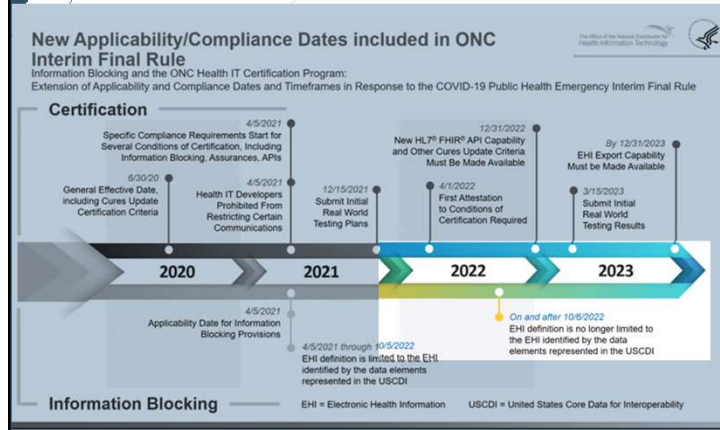 New Applicability/Compliance Dates included in ONC
Interim Final Rule
The Office of the National Coordinator for
Health Information Technology
Information Blocking and the ONC Health IT Certification Program:
Extension of Applicability and Compliance Dates and Timeframes in Response to the COVID-19 Public Health Emergency Interim Final Rule
Certification
4/5/2021
Specific Compliance Requirements Start for
Several Conditions of Certification, Including
Information Blocking, Assurances, APIs
12/31/2022
New HL7® FHIR® API Capability
and Other Cures Update Criteria
Must Be Made Available
By 12/31/2023
EHI Export Capability
Must Be Made Available
6/30/20
General Effective Date,
including Cures Update
Certification Criteria
4/5/2021
Health IT Developers
Prohibited From
Restricting Certain
Communications
12/15/2021
Submit Initial
Real World
Testing Plans
4/1/2022
First Attestation
to Conditions of
Certification Required
3/15/2023
Submit Initial
Real World
Testing Results
2020
2021
2022
2023
4/5/2021
Applicability Date for Information
Blocking Provisions
4/5/2021 through 10/5/2022
EHI definition is limited to the EHI
identified by the data elements
represented in the USCDI
On and after 10/6/2022
EHI definition is no longer limited to
the EHI identified by the data
elements represented in the USCDI
Information Blocking
EHI = Electronic Health Information
USCDI = United States Core Data for Interoperability